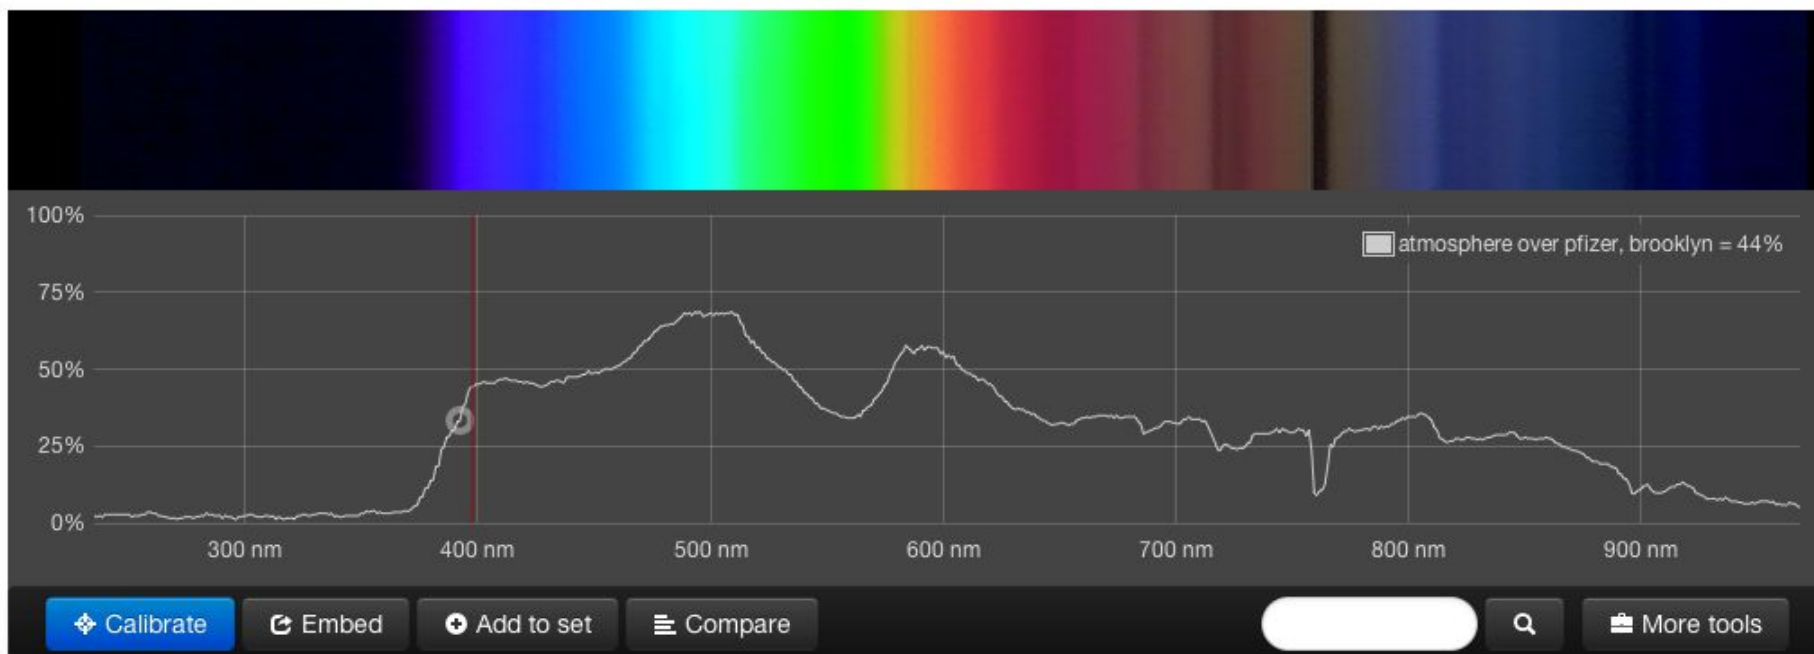 100%
atmosphere over pfizer, brooklyn = 44%
75%
50%
25%
0%
300 nm 400 nm 500 nm 600 nm 700 nm 800 nm 900 nm
Calibrate Embed Add to set Compare More tools